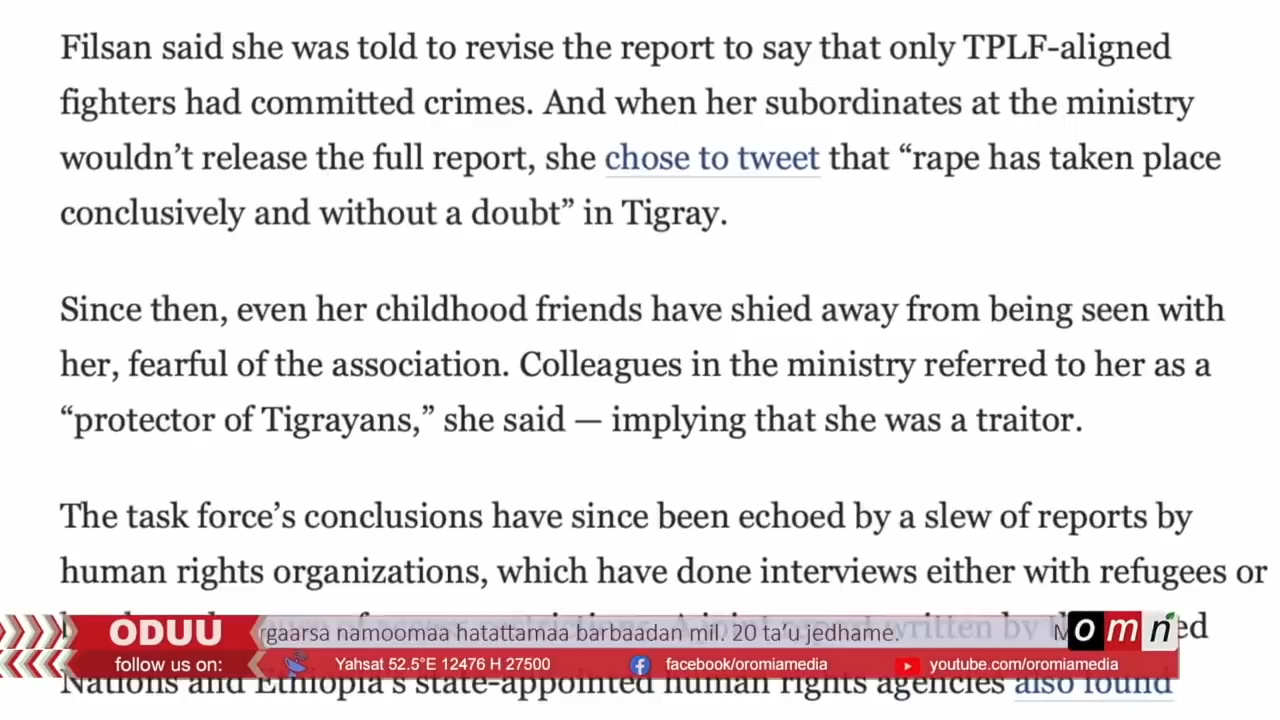 Filsan said she was told to revise the report to say that only TPLF-aligned
fighters had committed crimes. And when her subordinates at the ministry
wouldn’t release the full report, she chose to tweet that “rape has taken place
conclusively and without a doubt” in Tigray.
Since then, even her childhood friends have shied away from being seen with
her, fearful of the association. Colleagues in the ministry referred to her as a
“protector of Tigrayans,” she said — implying that she was a traitor.
The task force’s conclusions have since been echoed by a slew of reports by
human rights organizations, which have done interviews either with refugees or
written by
ODUU rgaarsa namoomaa hatattamaa barbaadan mil. 20 ta’u jedhame. M omn
follow us on: Yahsat 52.5°E 12476 H 27500 facebook/oromiamedia youtube.com/oromiamedia
Nations and Ethiopia’s state-appointed human rights agencies also found